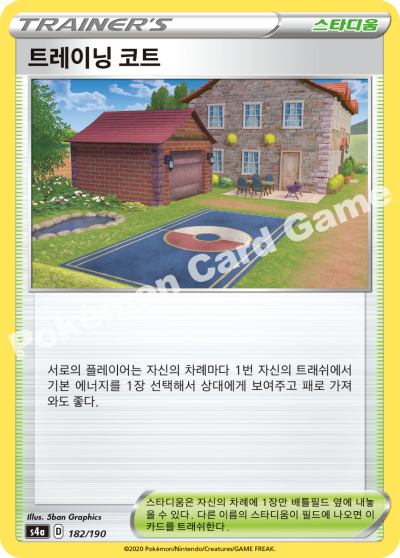 TRAINER'S
스타디움
트레이닝 코트
Pokémon Card Game
서로의 플레이어는 자신의 차례마다 1번 자신의 트래쉬에서
기본 에너지를 1장 선택해서 상대에게 보여주고 패로 가져
와도 좋다.
Illus. 5ban Graphics
s4a D 182/190
스타디움은 자신의 차례에 1장만 배틀필드 옆에 내놓
을 수 있다. 다른 이름의 스타디움이 필드에 나오면 이
카드를 트래쉬한다.
©2020 Pokémon/Nintendo/Creatures/GAME FREAK.